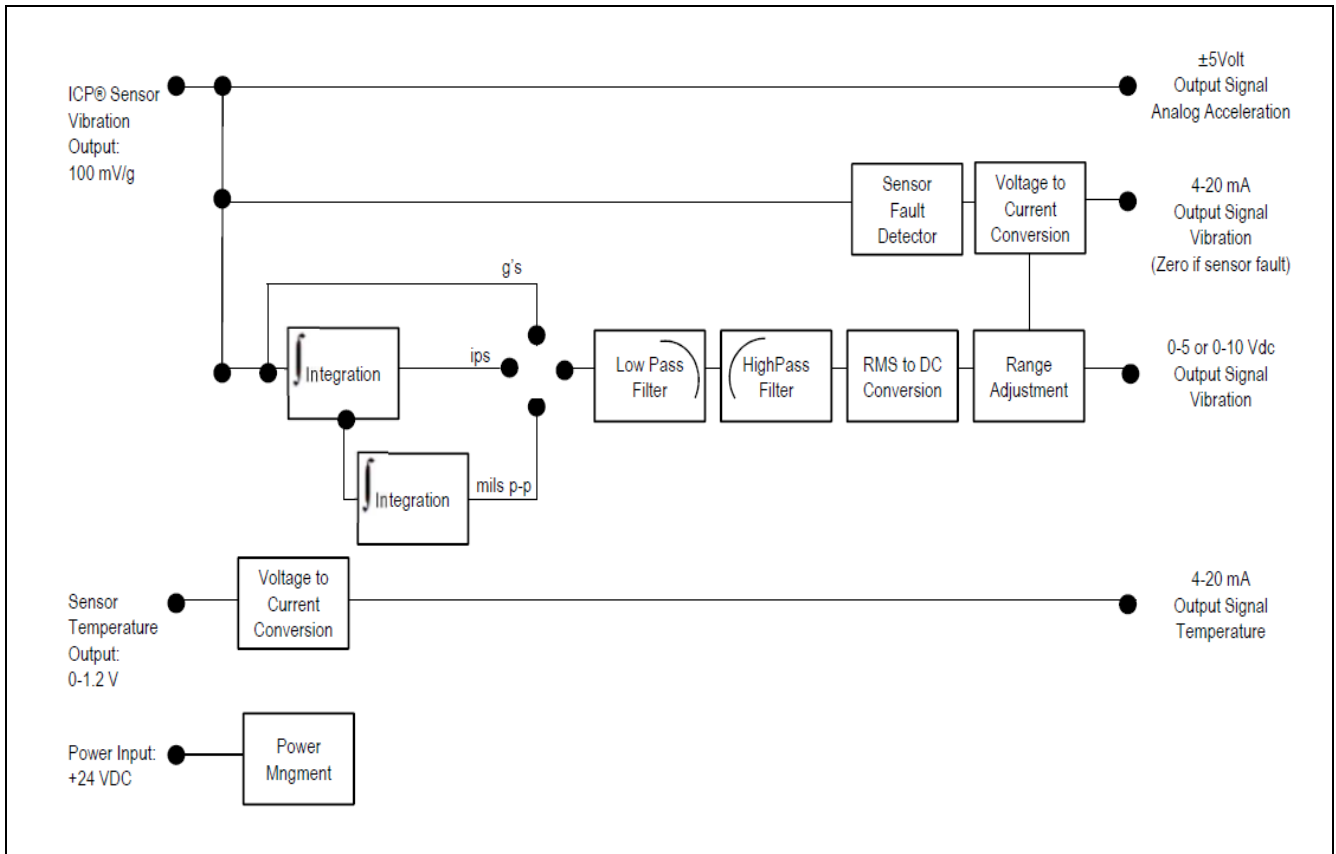 ICP® Sensor
Vibration
Output:
100 mV/g
±5Volt
Output Signal
Analog Acceleration
Sensor
Fault
Detector
Voltage to
Current
Conversion
4-20 mA
Output Signal
Vibration
(Zero if sensor fault)
g's
∫Integration
ips
∫Integration
mils p-p
Low Pass
Filter
HighPass
Filter
RMS to DC
Conversion
Range
Adjustment
0-5 or 0-10 Vdc
Output Signal
Vibration
Sensor
Temperature
Output:
0-1.2 V
Voltage to
Current
Conversion
4-20 mA
Output Signal
Temperature
Power Input:
+24 VDC
Power
Mngment